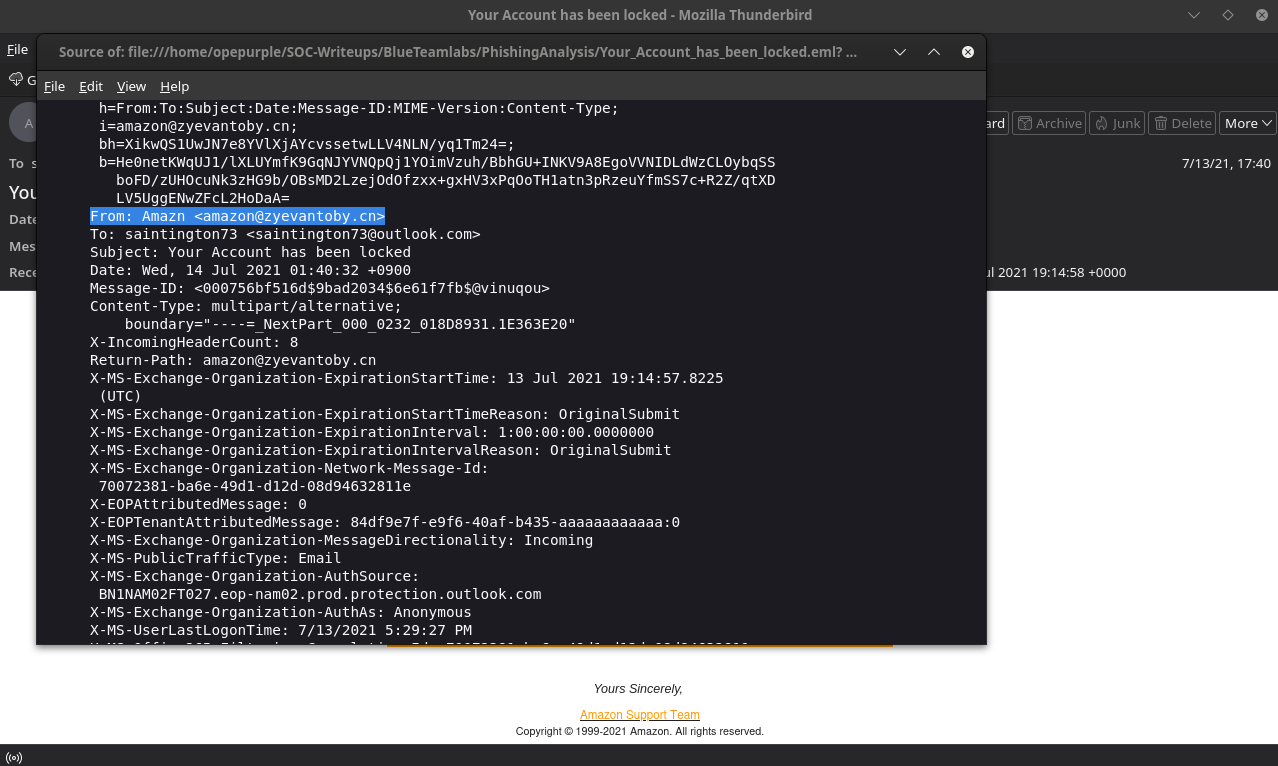 Your Account has been locked - Mozilla Thunderbird
File
Source of: file:///home/opepurple/SOC-Writeups/BlueTeamlabs/PhishingAnalysis/Your_Account_has_been_locked.eml? ...
File Edit View Help
G
A
ard Archive Junk Delete More
To s
7/13/21, 17:40
You
Date
Mes
Rece
ul 2021 19:14:58 +0000
h=From:To:Subject:Date:Message-ID:MIME-Version:Content-Type;
i=amazon@zyevantoby.cn;
bh=XikwQS1UwJN7e8YVlXjAYcvssetwLLV4NLN/yq1Tm24=;
b=He0netKWqUJ1/lXLUYmfK9GqNJYVNQpQj1YOimVzuh/BbhGU+INKV9A8EgoVVNIDLdWzCLOybqSS
boFD/zUHOcuNk3zHG9b/OBsMD2LzejOdOfzxx+gxHV3xPqOoTH1atn3pRzeuYfmSS7c+R2Z/qtXD
LV5UggENwZFcL2HoDaA=
From: Amazn <amazon@zyevantoby.cn>
To: saintington73 <saintington73@outlook.com>
Subject: Your Account has been locked
Date: Wed, 14 Jul 2021 01:40:32 +0900
Message-ID: <000756bf516d$9bad2034$6e61f7fb$@vinuqou>
Content-Type: multipart/alternative;
boundary="----=_NextPart_000_0232_018D8931.1E363E20"
X-IncomingHeaderCount: 8
Return-Path: amazon@zyevantoby.cn
X-MS-Exchange-Organization-ExpirationStartTime: 13 Jul 2021 19:14:57.8225
(UTC)
X-MS-Exchange-Organization-ExpirationStartTimeReason: OriginalSubmit
X-MS-Exchange-Organization-ExpirationInterval: 1:00:00:00.0000000
X-MS-Exchange-Organization-ExpirationIntervalReason: OriginalSubmit
X-MS-Exchange-Organization-Network-Message-Id:
70072381-ba6e-49d1-d12d-08d94632811e
X-EOPAttributedMessage: 0
X-EOPTenantAttributedMessage: 84df9e7f-e9f6-40af-b435-aaaaaaaaaaaa:0
X-MS-Exchange-Organization-MessageDirectionality: Incoming
X-MS-PublicTrafficType: Email
X-MS-Exchange-Organization-AuthSource:
BN1NAM02FT027.eop-nam02.prod.protection.outlook.com
X-MS-Exchange-Organization-AuthAs: Anonymous
X-MS-UserLastLogonTime: 7/13/2021 5:29:27 PM
Yours Sincerely,
Amazon Support Team
Copyright © 1999-2021 Amazon. All rights reserved.